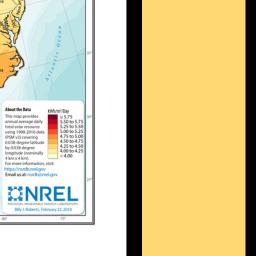 Atlantic Ocean
About the Data
This map provides
annual average daily
total solar resource
using 1998-2016 data
(PSM v3) covering
0.038 degree latitude
by 0.038 degree
longitude (nominally
4 km x 4 km).
For more information, visit:
https://nsrdb.nrel.gov
Email us at: nsrdb@nrel.gov
kWh/m²/Day
> 5.75
5.50 to 5.75
5.25 to 5.50
5.00 to 5.25
4.75 to 5.00
4.50 to 4.75
4.25 to 4.50
4.00 to 4.25
< 4.00
NREL
NATIONAL RENEWABLE ENERGY LABORATORY
Billy J. Roberts, February 22, 2018